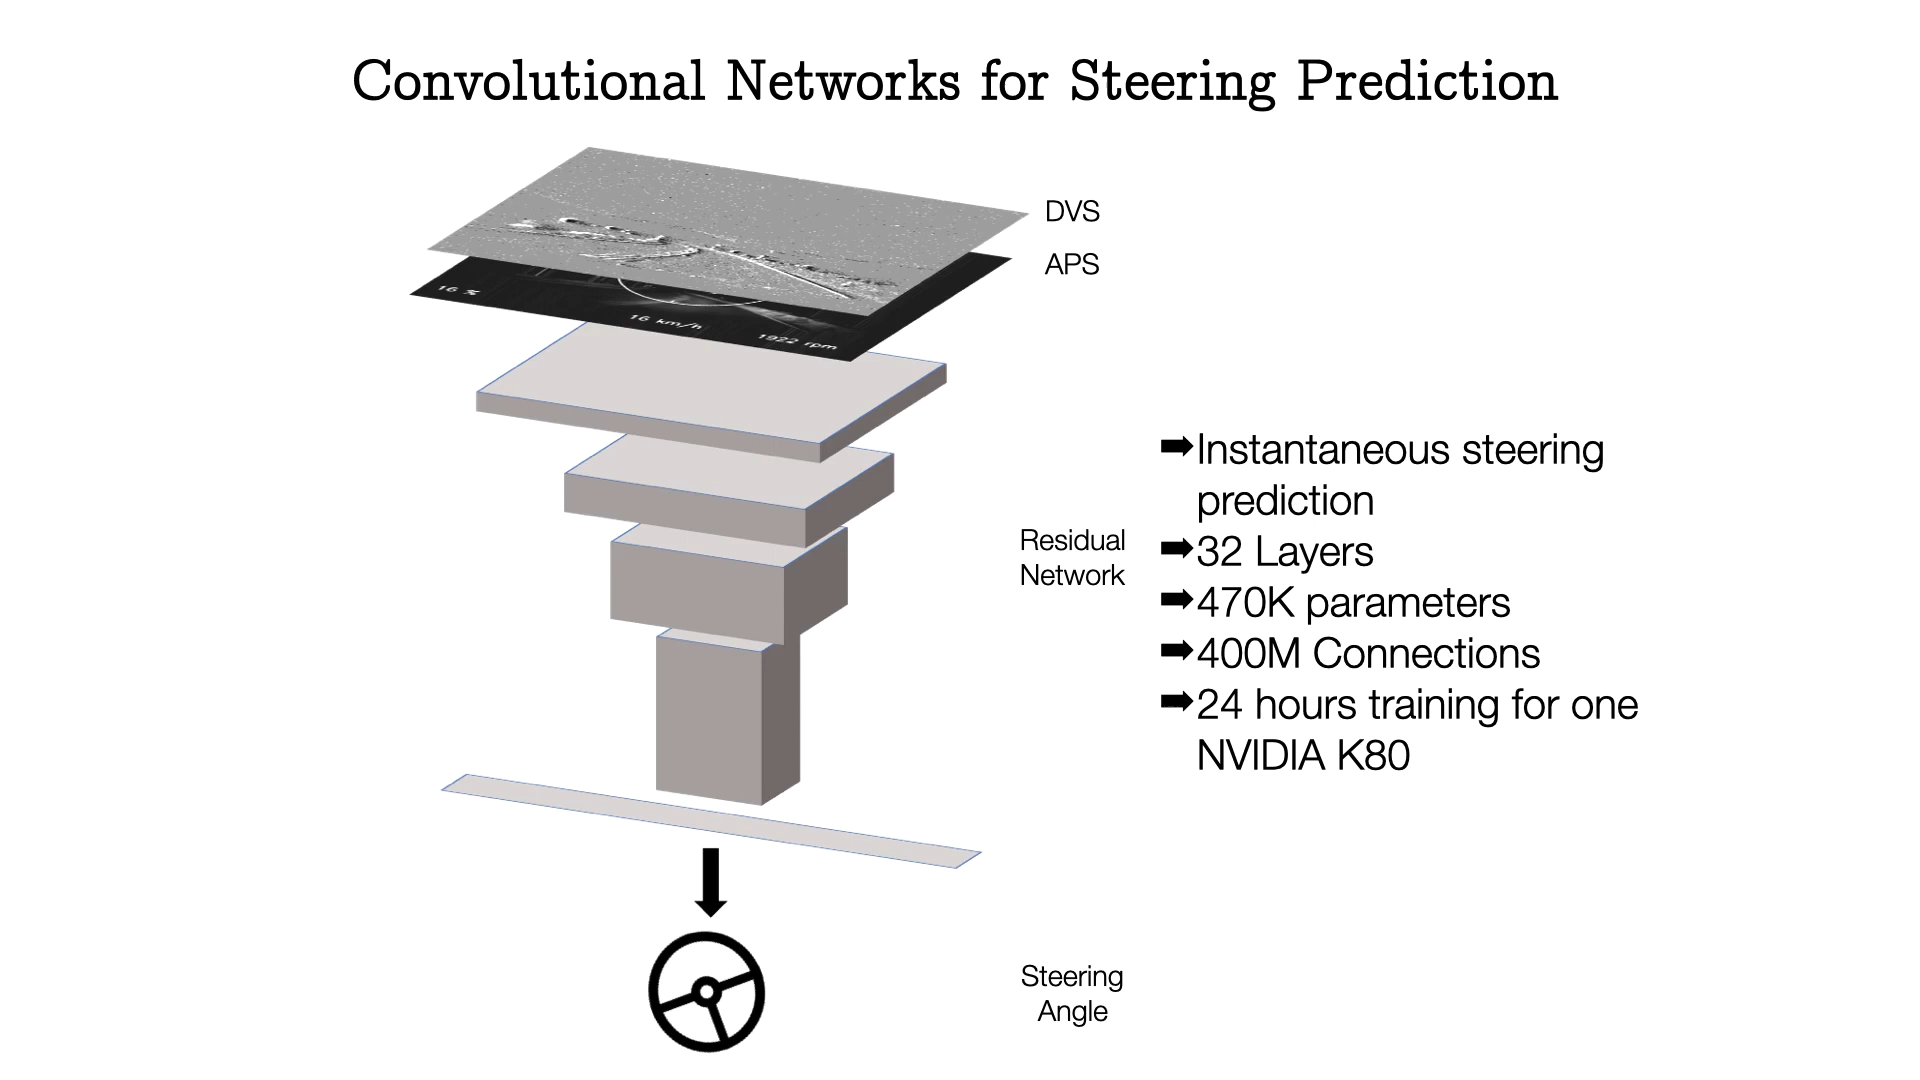 Convolutional Networks for Steering Prediction
DVS
APS
16 %
16 km/h
1922 rpm
Residual
Network
➡Instantaneous steering
prediction
➡32 Layers
➡470K parameters
➡400M Connections
➡24 hours training for one
NVIDIA K80
Steering
Angle